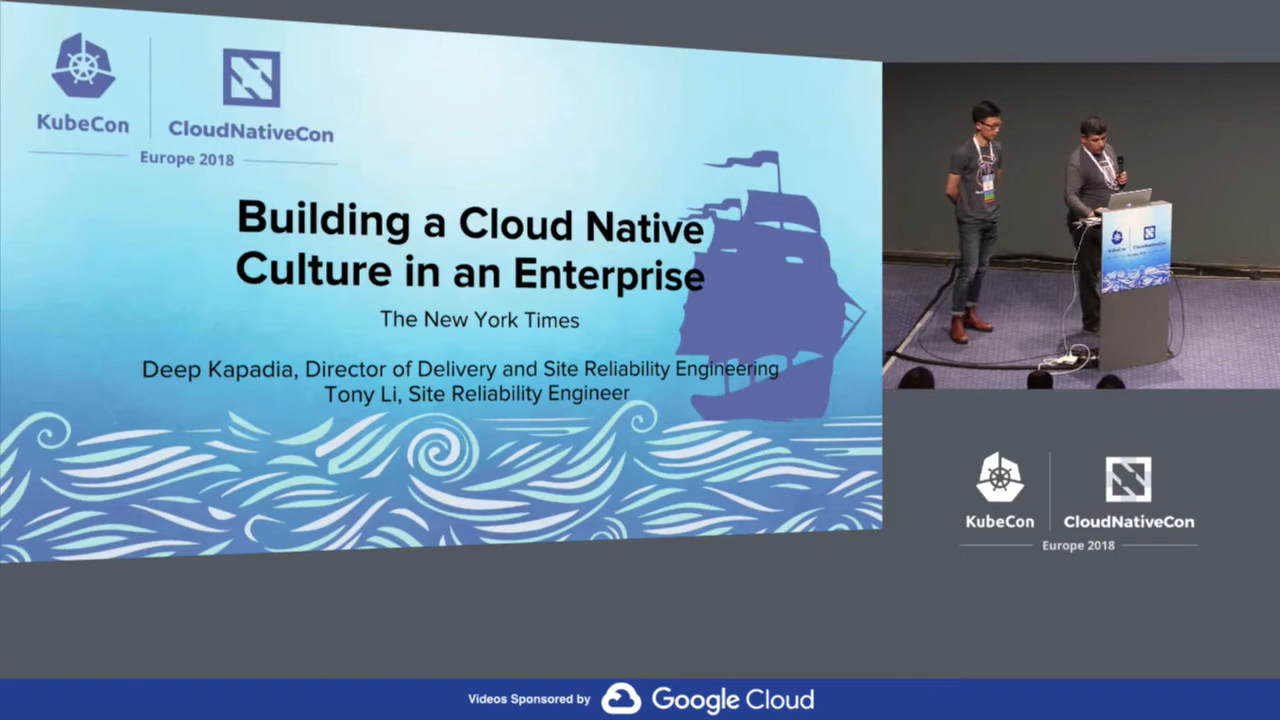 KubeCon
CloudNativeCon
Europe 2018
Building a Cloud Native
Culture in an Enterprise
The New York Times
Deep Kapadia, Director of Delivery and Site Reliability Engineering
Tony Li, Site Reliability Engineer
KubeCon
CloudNativeCon
Europe 2018
Videos Sponsored by Google Cloud